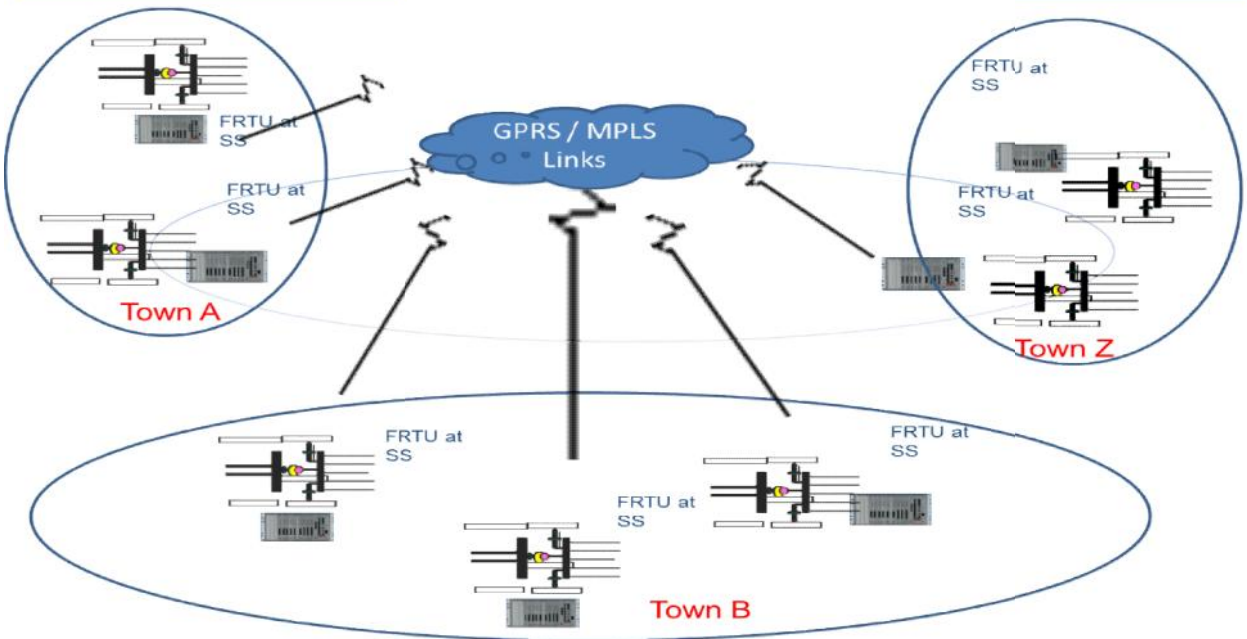 FRTU at
SS
FRTU at
SS
Town A
GPRS / MPLS
Links
FRTU at
SS
FRTU at
SS
Town Z
FRTU at
SS
FRTU at
SS
FRTU at
SS
Town B